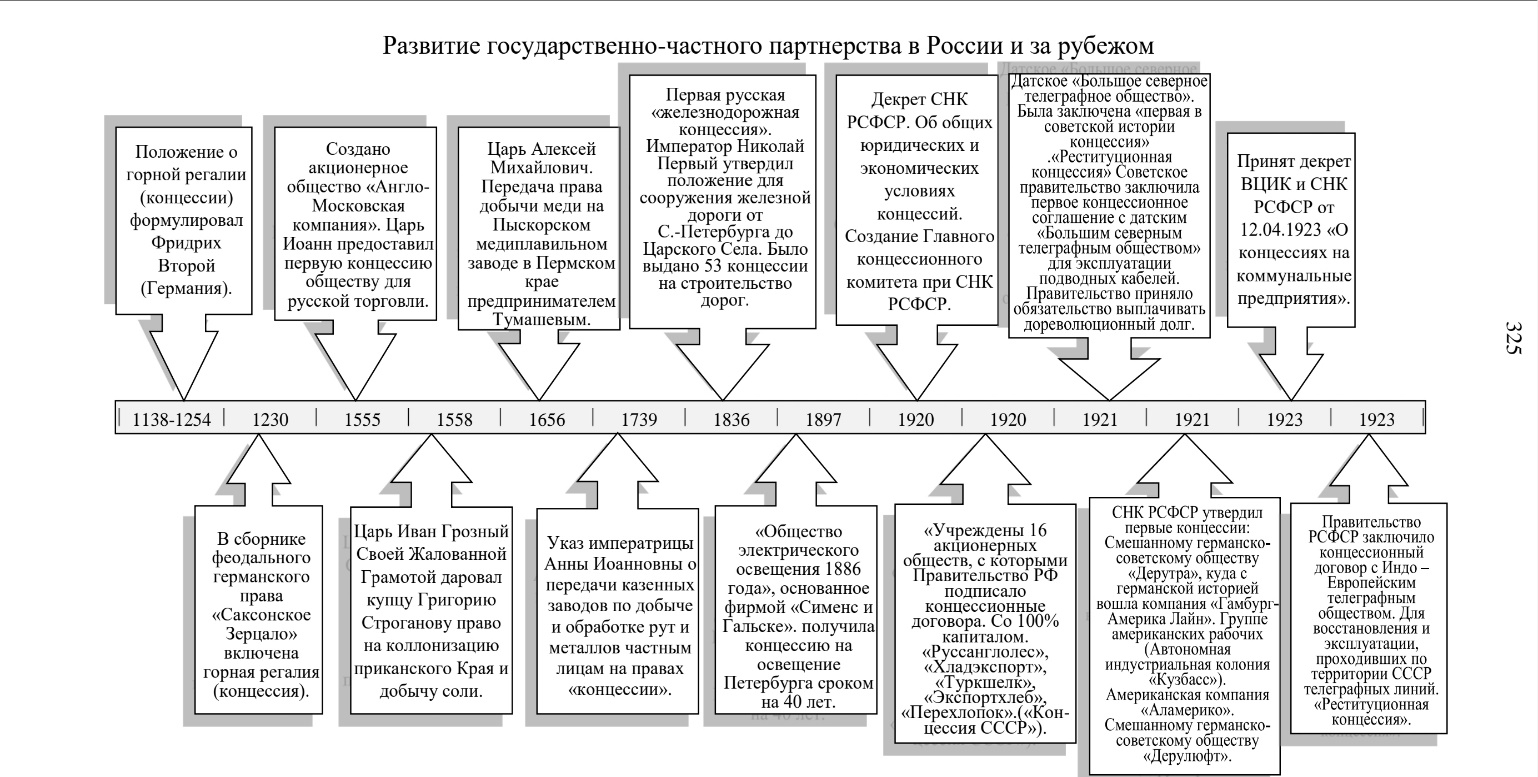 Развитие государственно-частного партнерства в России и за рубежом
Положение о
горной регалии
(концессии)
формулировал
Фридрих
Второй
(Германия).
Создано
акционерное
общество «Англо-
Московская
компания». Царь
Иоанн предоставил
первую концессию
обществу для
русской торговли.
Царь Алексей
Михайлович.
Передача права
добычи меди на
Пыскорском
медиплавильном
заводе в Пермском
крае
предпринимателем
Тумашевым.
Первая русская
«железнодорожная
концессия».
Император Николай
Первый утвердил
положение для
сооружения железной
дороги от
С.-Петербурга до
Царского Села. Было
выдано 53 концессии
на строительство
дорог.
Декрет СНК
РСФСР. Об общих
юридических и
экономических
условиях
концессий.
Создание Главного
концессионного
комитета при СНК
РСФСР.
Датское «Большое северное
телеграфное общество».
Была заключена «первая в
советской истории
концессия»
.«Реституционная
концессия» Советское
правительство заключила
первое концессионное
соглашение с датским
«Большим северным
телеграфным обществом»
для эксплуатации
подводных кабелей.
Правительство приняло
обязательство выплачивать
дореволюционный долг.
Принят декрет
ВЦИК и СНК
РСФСР от
12.04.1923 «О
концессиях на
коммунальные
предприятия».
325
1138-1254 | 1230 | 1555 | 1558 | 1656 | 1739 | 1836 | 1897 | 1920 | 1920 | 1921 | 1921 | 1923 | 1923
В сборнике
феодального
германского
права
«Саксонское
Зерцало»
включена
горная регалия
(концессия).
Царь Иван Грозный
Своей Жалованной
Грамотой даровал
купцу Григорию
Строганову право
на коллонизацию
приканского Края и
добычу соли.
Указ императрицы
Анны Иоанновны о
передачи казенных
заводов по добыче
и обработке рут и
металлов частным
лицам на правах
«концессии».
«Общество
электрического
освещения 1886
года», основанное
фирмой «Сименс и
Гальске». получила
концессию на
освещение
Петербурга сроком
на 40 лет.
«Учреждены 16
акционерных
обществ, с которыми
Правительство РФ
подписало
концессионные
договора. Со 100%
капиталом.
«Руссанглолес»,
«Хладэкспорт»,
«Туркшелк»,
«Экспортхлеб»,
«Перехлопок».(«Кон-
цессия СССР»).
СНК РСФСР утвердил
первые концессии:
Смешанному германско-
советскому обществу
«Дерутра», куда с
германской историей
вошла компания «Гамбург-
Америка Лайн». Группе
американских рабочих
(Автономная
индустриальная колония
«Кузбасс»).
Американская компания
«Аламерико».
Смешанному германско-
советскому обществу
«Дерулюфт».
Правительство
РСФСР заключило
концессионный
договор с Индо –
Европейским
телеграфным
обществом. Для
восстановления и
эксплуатации,
проходивших по
территории СССР
телеграфных линий.
«Реституционная
концессия».